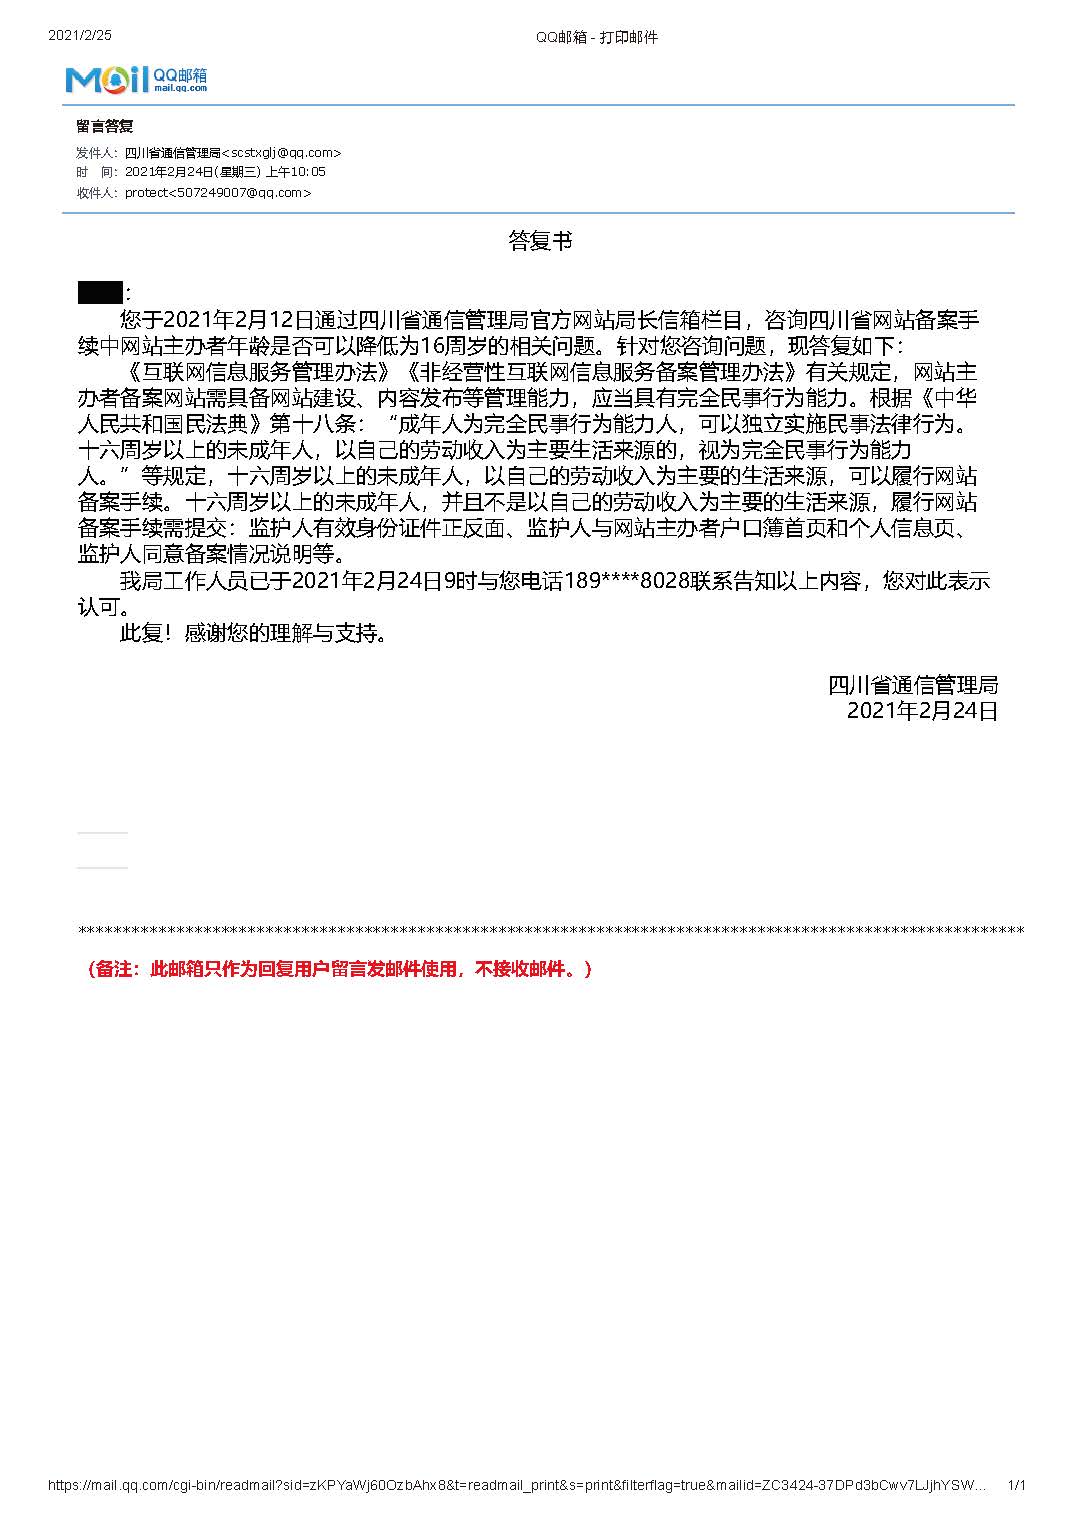 2021/2/25
QQ邮箱 - 打印邮件
Mail QQ邮箱
mail.qq.com
留言答复
发件人：四川省通信管理局<scstxglj@qq.com>
时　间：2021年2月24日(星期三) 上午10:05
收件人：protect<507249007@qq.com>
答复书
：
您于2021年2月12日通过四川省通信管理局官方网站局长信箱栏目，咨询四川省网站备案手
续中网站主办者年龄是否可以降低为16周岁的相关问题。针对您咨询问题，现答复如下：
《互联网信息服务管理办法》《非经营性互联网信息服务备案管理办法》有关规定，网站主
办者备案网站需具备网站建设、内容发布等管理能力，应当具有完全民事行为能力。根据《中华
人民共和国民法典》第十八条：“成年人为完全民事行为能力人，可以独立实施民事法律行为。
十六周岁以上的未成年人，以自己的劳动收入为主要生活来源的，视为完全民事行为能力
人。”等规定，十六周岁以上的未成年人，以自己的劳动收入为主要的生活来源，可以履行网站
备案手续。十六周岁以上的未成年人，并且不是以自己的劳动收入为主要的生活来源，履行网站
备案手续需提交：监护人有效身份证件正反面、监护人与网站主办者户口簿首页和个人信息页、
监护人同意备案情况说明等。
我局工作人员已于2021年2月24日9时与您电话189****8028联系告知以上内容，您对此表示
认可。
此复！感谢您的理解与支持。
四川省通信管理局
2021年2月24日
**********************************************************************************************************
（备注：此邮箱只作为回复用户留言发邮件使用，不接收邮件。）
https://mail.qq.com/cgi-bin/readmail?sid=zKPYaWj60OzbAhx8&t=readmail_print&s=print&filterflag=true&mailid=ZC3424-37DPd3bCwv7LJjhYSW… 1/1